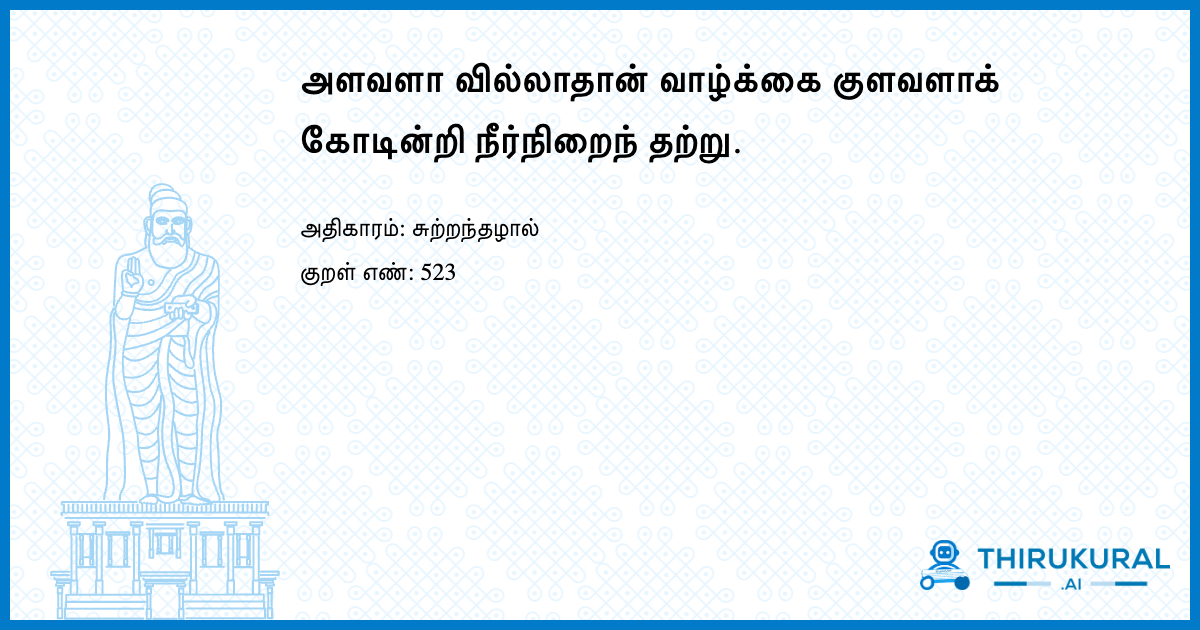 அளவளா வில்லாதான் வாழ்க்கை குளவளாக்
கோடின்றி நீர்நிறைந் தற்று.
அதிகாரம்: சுற்றந்தழால்
குறள் எண்: 523
THIRUKURAL
.AI